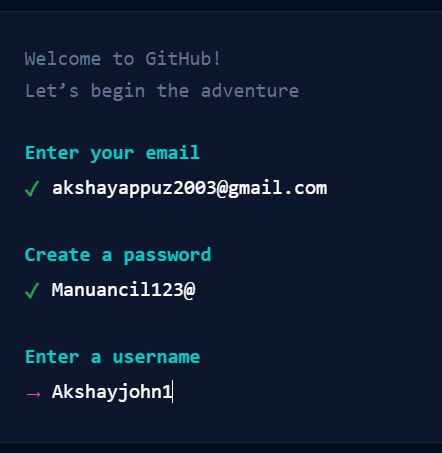 Welcome to GitHub!
Let’s begin the adventure
Enter your email
✓ akshayappuz2003@gmail.com
Create a password
✓ Manuancil123@
Enter a username
→ Akshayjohn1